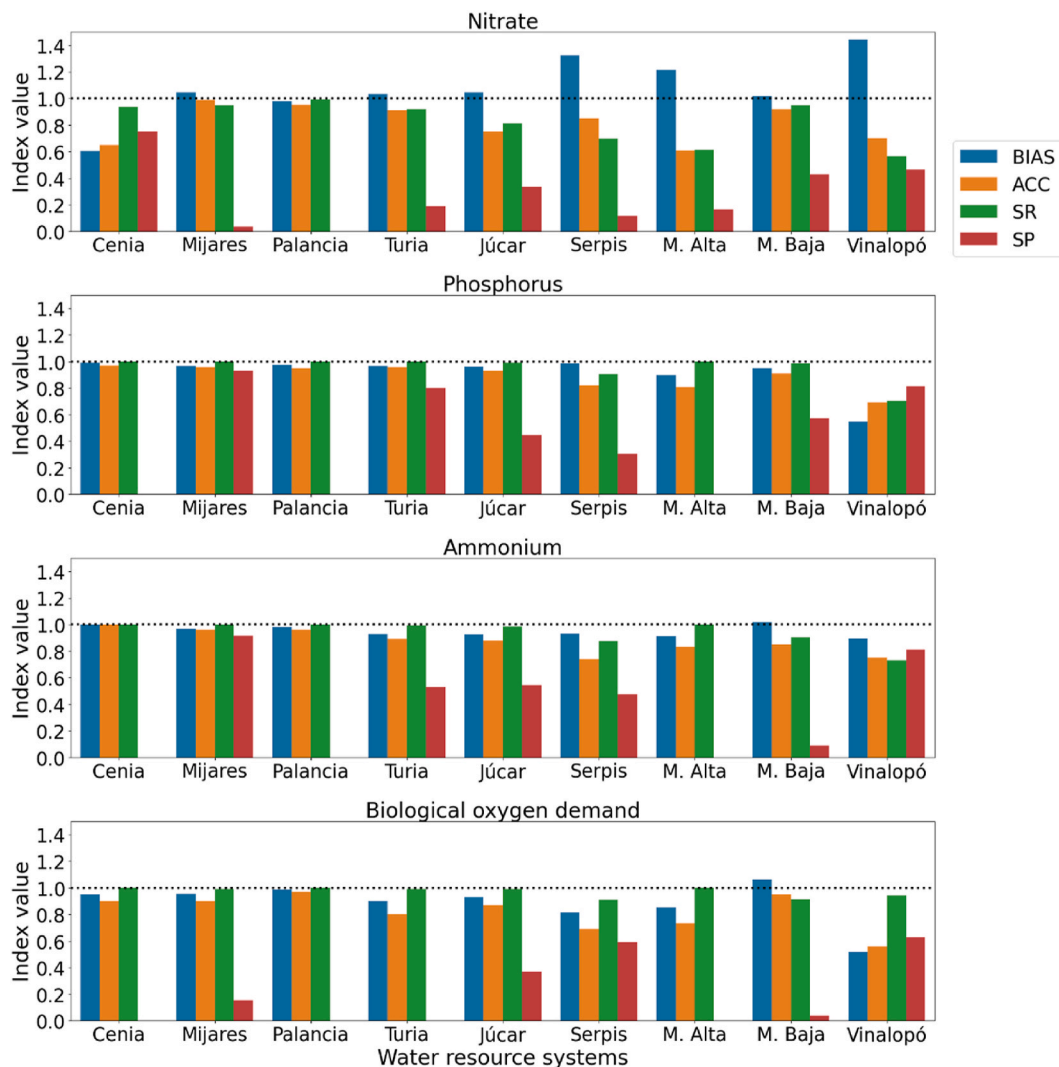 Nitrate
Index value
1.4
1.2
1.0
0.8
0.6
0.4
0.2
0.0
Cenia Mijares Palancia Turia Júcar Serpis M. Alta M. Baja Vinalopó
BIAS
ACC
SR
SP
Phosphorus
Index value
1.4
1.2
1.0
0.8
0.6
0.4
0.2
0.0
Cenia Mijares Palancia Turia Júcar Serpis M. Alta M. Baja Vinalopó
Ammonium
Index value
1.4
1.2
1.0
0.8
0.6
0.4
0.2
0.0
Cenia Mijares Palancia Turia Júcar Serpis M. Alta M. Baja Vinalopó
Biological oxygen demand
Index value
1.4
1.2
1.0
0.8
0.6
0.4
0.2
0.0
Cenia Mijares Palancia Turia Júcar Serpis M. Alta M. Baja Vinalopó
Water resource systems